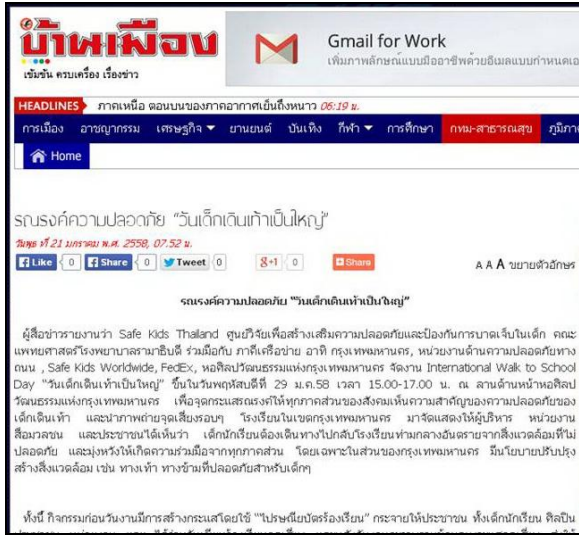 บ้านเมือง
เข้มข้น ครบเครื่อง เรื่องข่าว
Gmail for Work
เพิ่มภาพลักษณ์แบบมืออาชีพด้วยอีเมลแบบกำหนดเอ
HEADLINES ภาคเหนือ ตอนบนของภาคอากาศเย็นถึงหนาว 06:19 น.
การเมือง อาชญากรรม เศรษฐกิจ ยานยนต์ บันเทิง กีฬา การศึกษา กทม-สาธารณสุข ภูมิภา
Home
รณรงค์ความปลอดภัย “วันเด็กเดินเท้าเป็นใหญ่”
วันพุธ ที่ 21 มกราคม พ.ศ. 2558, 07.52 น.
Like 0 Share 0 Tweet 0 g+1 0 Share A A A ขยายตัวอักษร
รณรงค์ความปลอดภัย “วันเด็กเดินเท้าเป็นใหญ่”
ผู้สื่อข่าวรายงานว่า Safe Kids Thailand ศูนย์วิจัยเพื่อสร้างเสริมความปลอดภัยและป้องกันการบาดเจ็บในเด็ก คณะ
แพทยศาสตร์โรงพยาบาลรามาธิบดี ร่วมมือกับ ภาคีเครือข่าย อาทิ กรุงเทพมหานคร, หน่วยงานด้านความปลอดภัยทาง
ถนน , Safe Kids Worldwide, FedEx, หอศิลปวัฒนธรรมแห่งกรุงเทพมหานคร จัดงาน International Walk to School
Day “วันเด็กเดินเท้าเป็นใหญ่” ขึ้นในวันพฤหัสบดีที่ 29 ม.ค.58 เวลา 15.00-17.00 น. ณ ลานด้านหน้าหอศิลป
วัฒนธรรมแห่งกรุงเทพมหานคร เพื่อจุดกระแสรณรงค์ให้ทุกภาคส่วนของสังคมเห็นความสำคัญของความปลอดภัยของ
เด็กเดินเท้า และนำภาพถ่ายจุดเสี่ยงรอบๆ โรงเรียนในเขตกรุงเทพมหานคร มาจัดแสดงให้ผู้บริหาร หน่วยงาน
สื่อมวลชน และประชาชนได้เห็นว่า เด็กนักเรียนต้องเดินทางไปกลับโรงเรียนท่ามกลางอันตรายจากสิ่งแวดล้อมที่ไม่
ปลอดภัย และมุ่งหวังให้เกิดความร่วมมือจากทุกภาคส่วน โดยเฉพาะในส่วนของกรุงเทพมหานคร มีนโยบายปรับปรุง
สร้างสิ่งแวดล้อม เช่น ทางเท้า ทางข้ามที่ปลอดภัยสำหรับเด็กๆ
ทั้งนี้ กิจกรรมก่อนวันงานมีการสร้างกระแสโดยใช้ “ไปรษณียบัตรร้องเรียน” กระจายให้ประชาชน ทั้งเด็กนักเรียน ศิลปิน